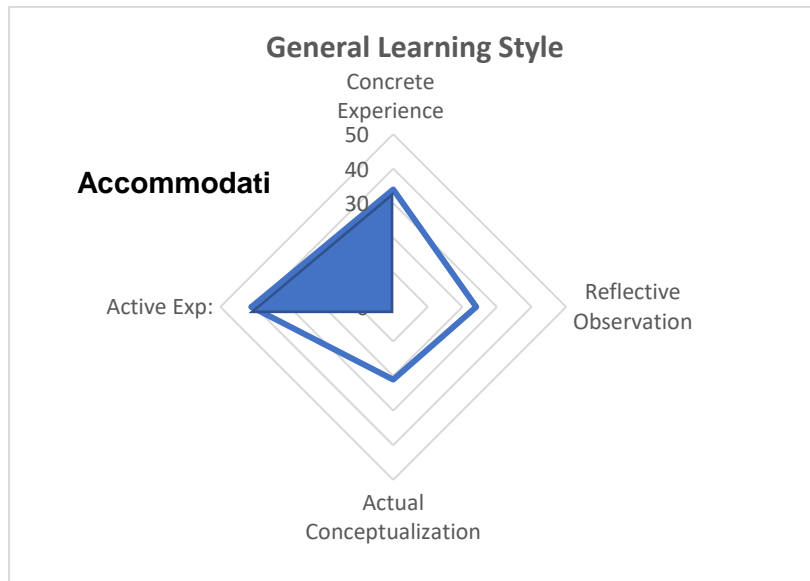 General Learning Style
Concrete
Experience
50
40
30
Accommodati
Active Exp:
Reflective
Observation
Actual
Conceptualization